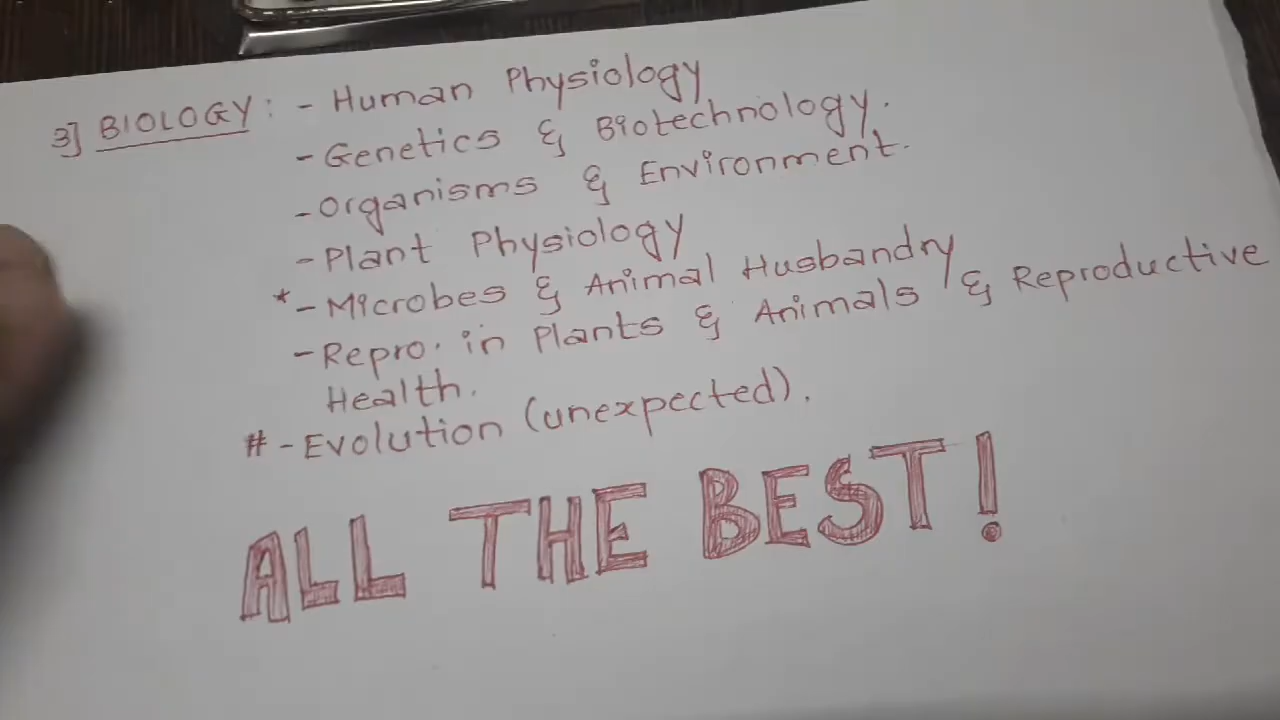 3] BIOLOGY : - Human Physiology
- Genetics & Biotechnology.
- Organisms & Environment.
- Plant Physiology
* - Microbes & Animal Husbandry
- Repro. in Plants & Animals & Reproductive
Health.
# - Evolution (unexpected).
ALL THE BEST!